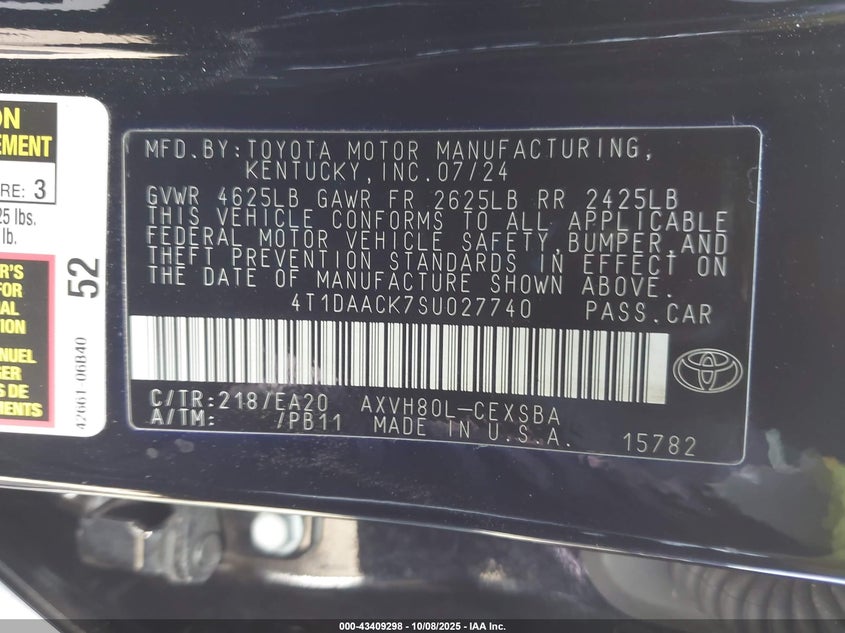 ON
EMENT
RE: 3
25 lbs.
lb.
R'S
FOR
AL
TION
NUEL
GER
S DE
MENTS
52
42661-06B40
MFD.BY:TOYOTA MOTOR MANUFACTURING,
KENTUCKY,INC.07/24
GVWR 4625LB GAWR FR 2625LB RR 2425LB
THIS VEHICLE CONFORMS TO ALL APPLICABLE
FEDERAL MOTOR VEHICLE SAFETY,BUMPER,AND
THEFT PREVENTION STANDARDS IN EFFECT ON
THE DATE OF MANUFACTURE SHOWN ABOVE.
4T1DAACK7SU027740 PASS.CAR
C/TR:218/EA20 AXVH80L-CEXSBA
A/TM: /PB11 MADE IN U.S.A. 15782
000-43409298 - 10/08/2025 - IAA Inc.